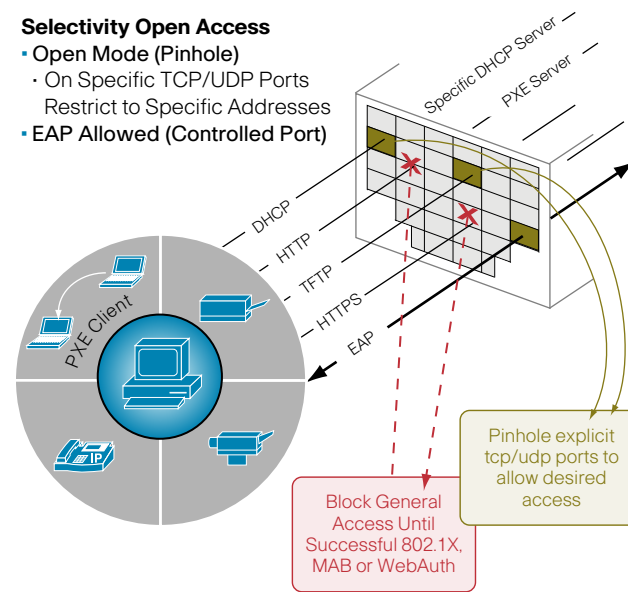 Selectivity Open Access
▪ Open Mode (Pinhole)
· On Specific TCP/UDP Ports
Restrict to Specific Addresses
▪ EAP Allowed (Controlled Port)
Specific DHCP Server
PXE Server
DHCP
HTTP
TFTP
HTTPS
EAP
PXE Client
IP
Pinhole explicit
tcp/udp ports to
allow desired
access
Block General
Access Until
Successful 802.1X,
MAB or WebAuth